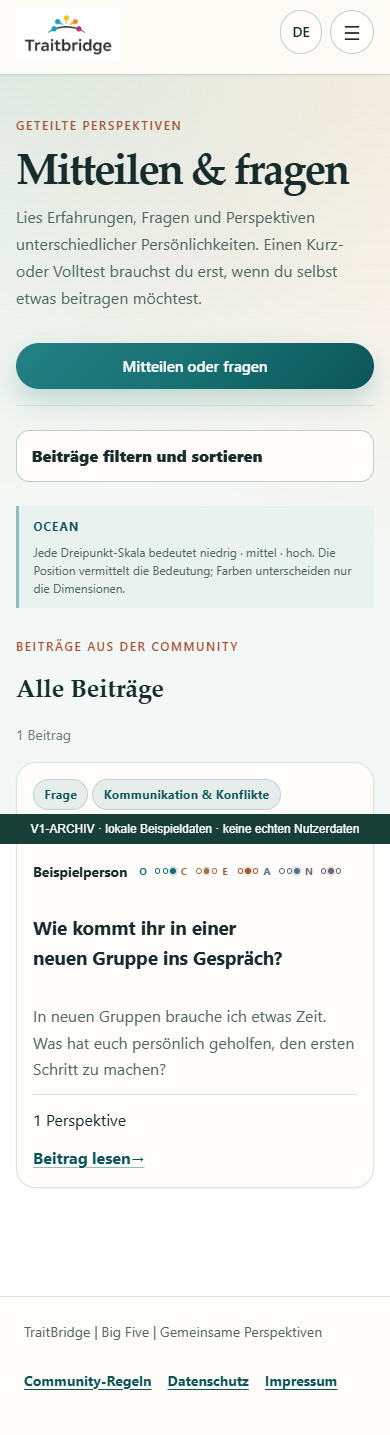 Traitbridge
DE
GETEILTE PERSPEKTIVEN
Mitteilen & fragen
Lies Erfahrungen, Fragen und Perspektiven
unterschiedlicher Persönlichkeiten. Einen Kurz-
oder Volltest brauchst du erst, wenn du selbst
etwas beitragen möchtest.
Mitteilen oder fragen
Beiträge filtern und sortieren
OCEAN
Jede Dreipunkt-Skala bedeutet niedrig · mittel · hoch. Die
Position vermittelt die Bedeutung; Farben unterscheiden nur
die Dimensionen.
BEITRÄGE AUS DER COMMUNITY
Alle Beiträge
1 Beitrag
Frage Kommunikation & Konflikte
V1-ARCHIV · lokale Beispieldaten · keine echten Nutzerdaten
Beispielperson O C E A N
Wie kommt ihr in einer
neuen Gruppe ins Gespräch?
In neuen Gruppen brauche ich etwas Zeit.
Was hat euch persönlich geholfen, den ersten
Schritt zu machen?
1 Perspektive
Beitrag lesen→
TraitBridge | Big Five | Gemeinsame Perspektiven
Community-Regeln Datenschutz Impressum